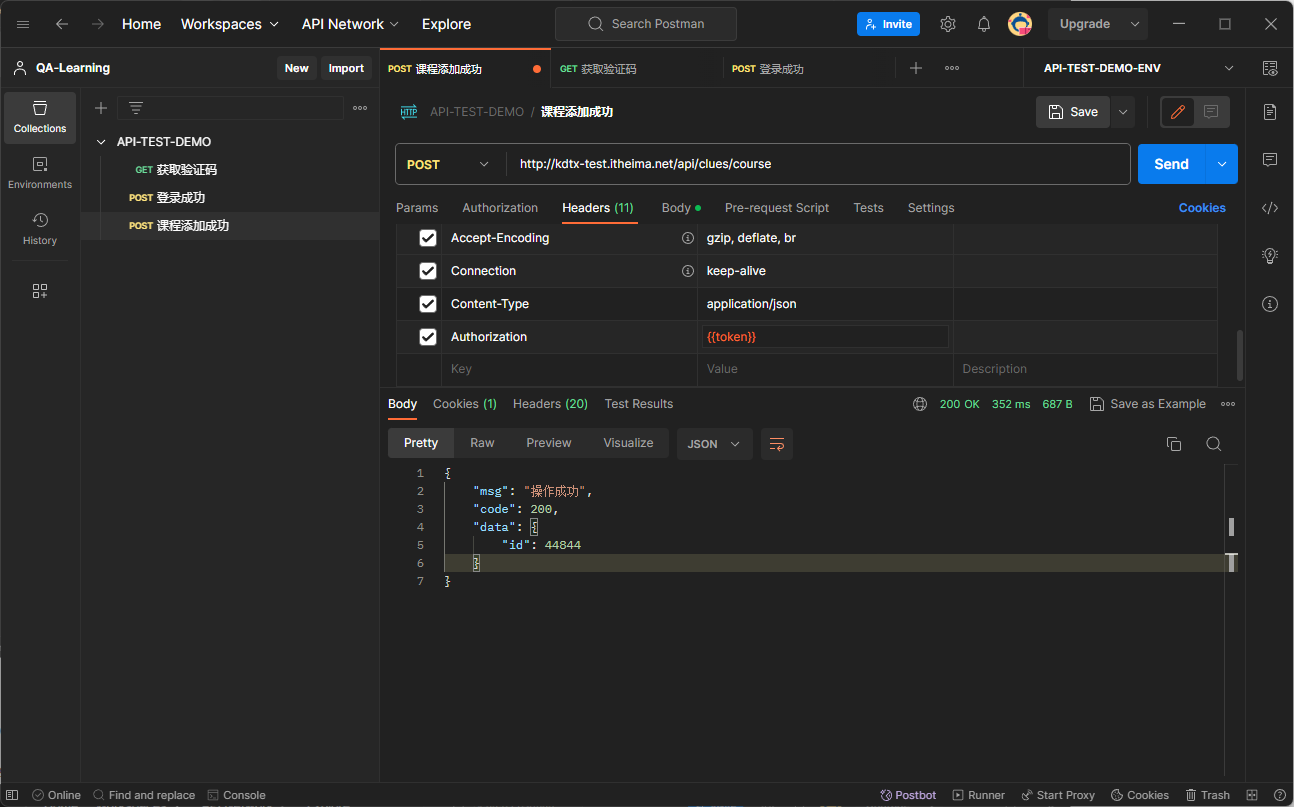 Home Workspaces API Network Explore Search Postman Invite Upgrade
QA-Learning New Import POST 课程添加成功 GET 获取验证码 POST 登录成功 API-TEST-DEMO-ENV
Collections
Environments
History
API-TEST-DEMO
GET 获取验证码
POST 登录成功
POST 课程添加成功
HTTP API-TEST-DEMO / 课程添加成功 Save
POST http://kdtx-test.itheima.net/api/clues/course Send
Params Authorization Headers (11) Body Pre-request Script Tests Settings Cookies
Accept-Encoding gzip, deflate, br
Connection keep-alive
Content-Type application/json
Authorization {{token}}
Key Value Description
Body Cookies (1) Headers (20) Test Results 200 OK 352 ms 687 B Save as Example
Pretty Raw Preview Visualize JSON
1 {
2 "msg": "操作成功",
3 "code": 200,
4 "data": {
5 "id": 44844
6 }
7 }
Online Find and replace Console Postbot Runner Start Proxy Cookies Trash